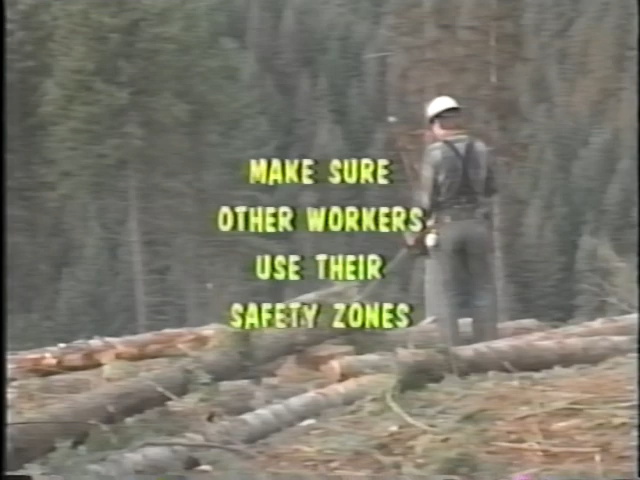 MAKE SURE
OTHER WORKERS
USE THEIR
SAFETY ZONES